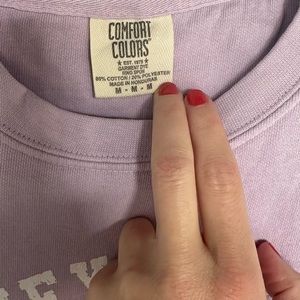 COMFORT
COLORS
★ EST. 1975 ★
GARMENT DYE
RING SPUN
80% COTTON / 20% POLYESTER
MADE IN HONDURAS
M - M - M